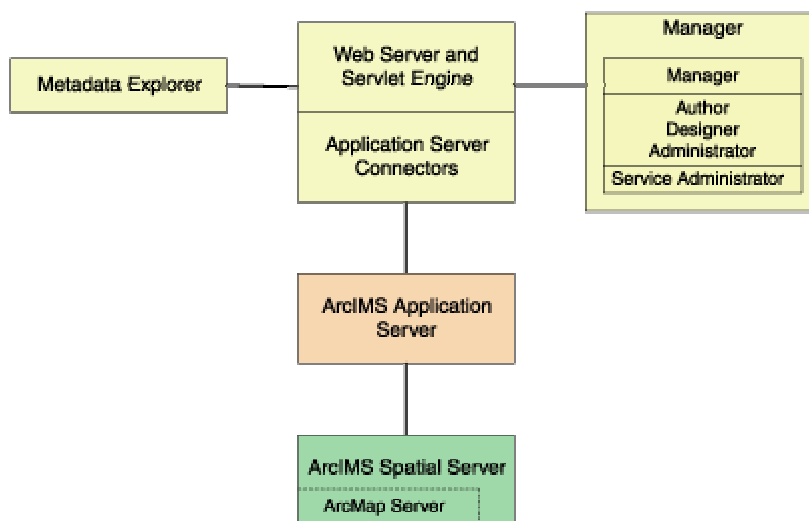 Metadata Explorer
Web Server and
Servlet Engine
Application Server
Connectors
Manager
Manager
Author
Designer
Administrator
Service Administrator
ArcIMS Application
Server
ArcIMS Spatial Server
ArcMap Server